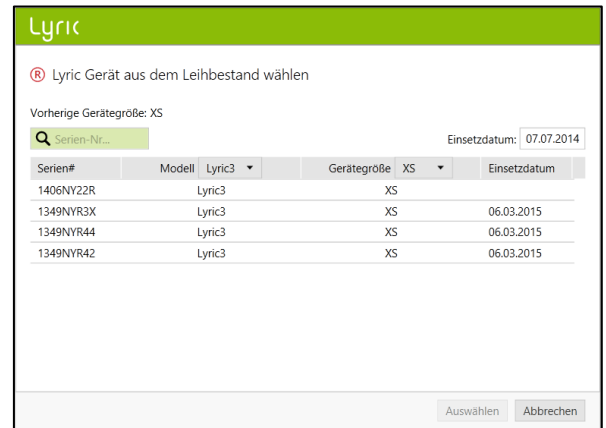 Lyric
R Lyric Gerät aus dem Leihbestand wählen
Vorherige Gerätegröße: XS
Serien-Nr... Einsetzdatum: 07.07.2014
Serien# Modell Lyric3 Gerätegröße XS Einsetzdatum
1406NY22R Lyric3 XS
1349NYR3X Lyric3 XS 06.03.2015
1349NYR44 Lyric3 XS 06.03.2015
1349NYR42 Lyric3 XS 06.03.2015
Auswählen Abbrechen